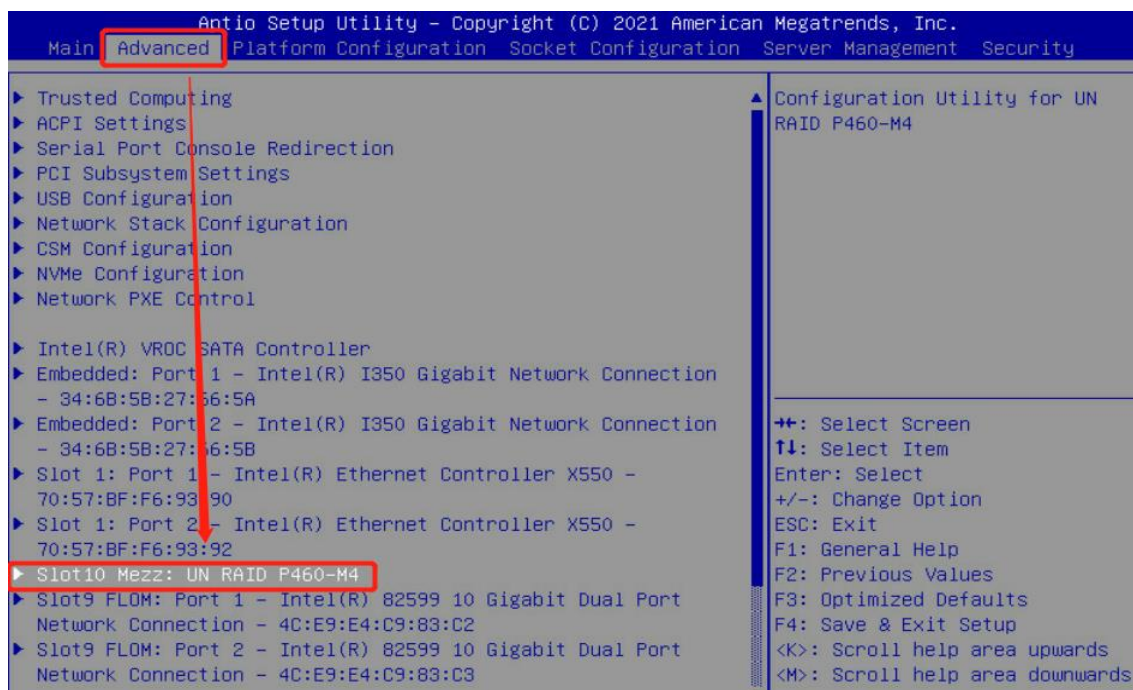 Aptio Setup Utility – Copyright (C) 2021 American Megatrends, Inc.
Main Advanced Platform Configuration Socket Configuration Server Management Security
Trusted Computing
ACPI Settings
Serial Port Console Redirection
PCI Subsystem Settings
USB Configuration
Network Stack Configuration
CSM Configuration
NVMe Configuration
Network PXE Control
Intel(R) VROC SATA Controller
Embedded: Port 1 – Intel(R) I350 Gigabit Network Connection
– 34:6B:5B:27:66:5A
Embedded: Port 2 – Intel(R) I350 Gigabit Network Connection
– 34:6B:5B:27:66:5B
Slot 1: Port 1 – Intel(R) Ethernet Controller X550 –
70:57:BF:F6:93:90
Slot 1: Port 2 – Intel(R) Ethernet Controller X550 –
70:57:BF:F6:93:92
Slot10 Mezz: UN RAID P460-M4
Slot9 FLOM: Port 1 – Intel(R) 82599 10 Gigabit Dual Port
Network Connection – 4C:E9:E4:C9:83:C2
Slot9 FLOM: Port 2 – Intel(R) 82599 10 Gigabit Dual Port
Network Connection – 4C:E9:E4:C9:83:C3
Configuration Utility for UN
RAID P460-M4
→←: Select Screen
↑↓: Select Item
Enter: Select
+/-: Change Option
ESC: Exit
F1: General Help
F2: Previous Values
F3: Optimized Defaults
F4: Save & Exit Setup
<K>: Scroll help area upwards
<M>: Scroll help area downwards